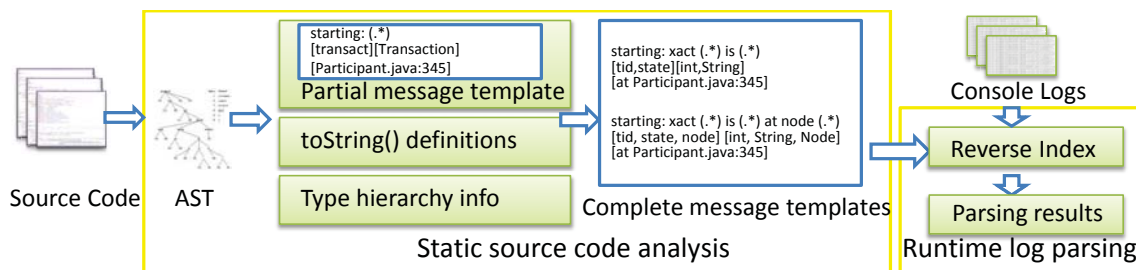 starting: (.*)
[transact][Transaction]
[Participant.java:345]
Partial message template
toString() definitions
Type hierarchy info
Source Code
AST
starting: xact (.*) is (.*)
[tid,state][int,String]
[at Participant.java:345]
starting: xact (.*) is (.*) at node (.*)
[tid, state, node] [int, String, Node]
[at Participant.java:345]
Complete message templates
Static source code analysis
Console Logs
Reverse Index
Parsing results
Runtime log parsing